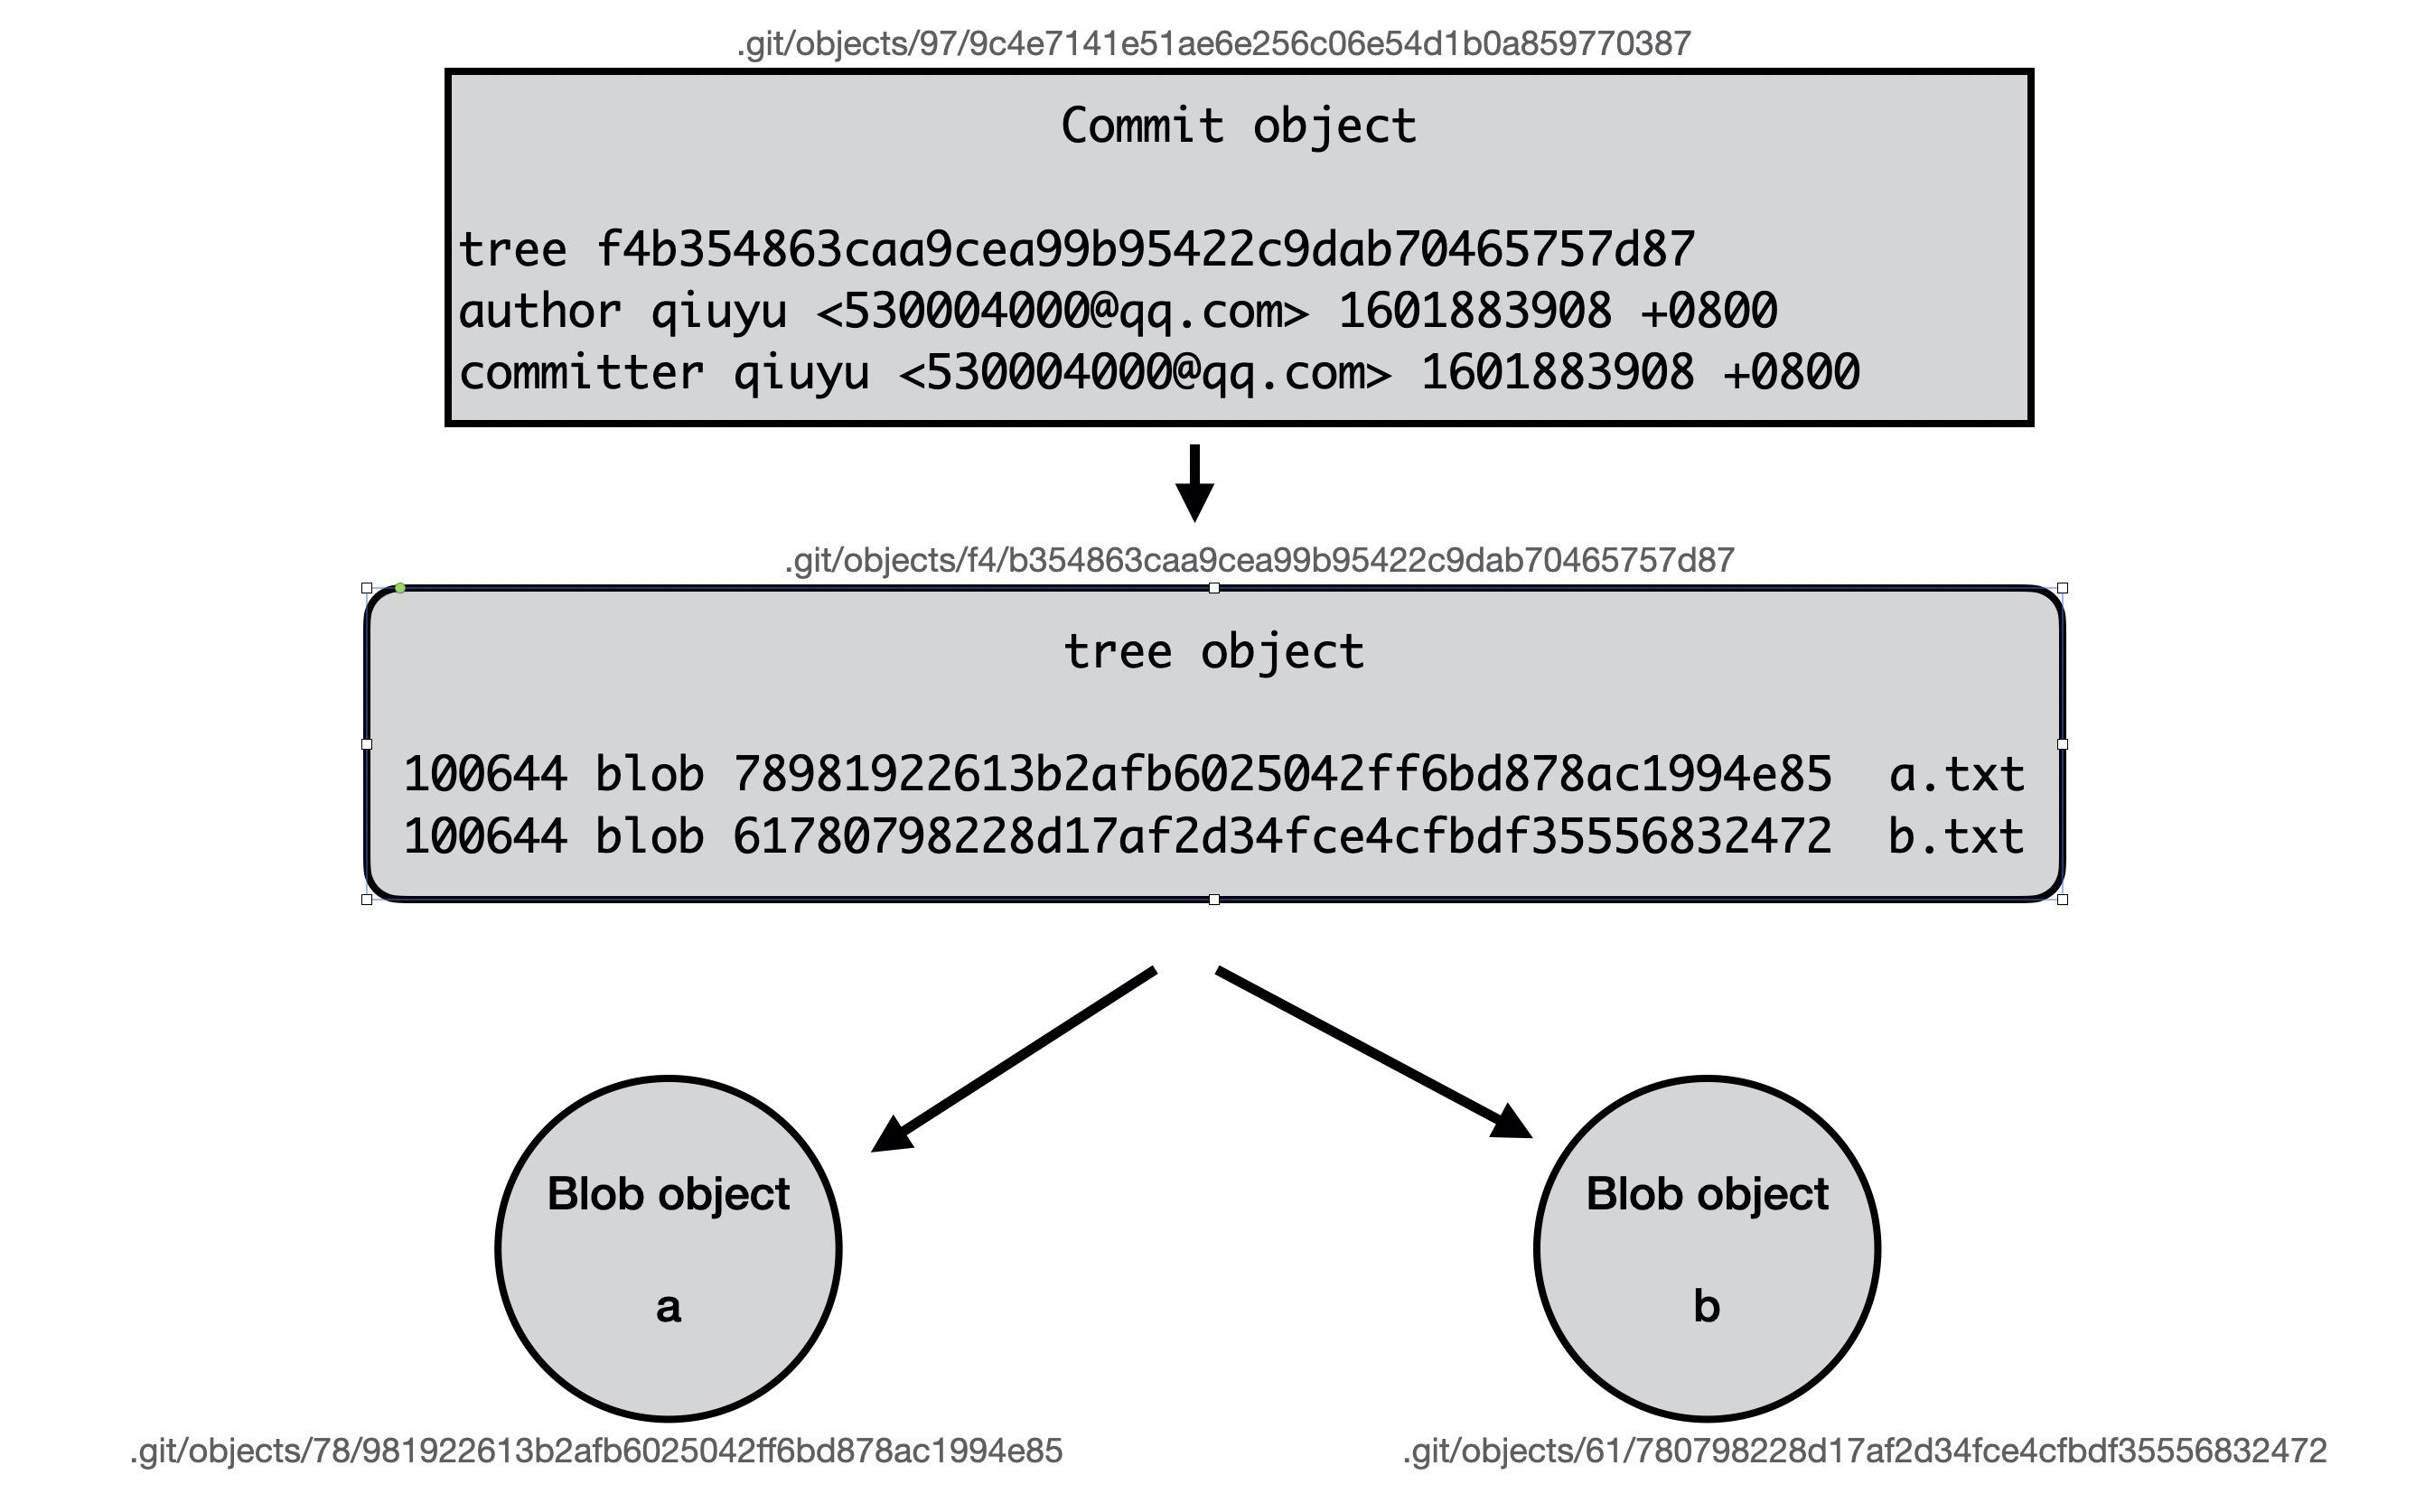 .git/objects/97/9c4e7141e51ae6e256c06e54d1b0a859770387
Commit object
tree f4b354863caa9cea99b95422c9dab70465757d87
author qiuyu <530004000@qq.com> 1601883908 +0800
committer qiuyu <530004000@qq.com> 1601883908 +0800
.git/objects/f4/b354863caa9cea99b95422c9dab70465757d87
tree object
100644 blob 78981922613b2afb6025042ff6bd878ac1994e85  a.txt
100644 blob 61780798228d17af2d34fce4cfbdf35556832472  b.txt
Blob object
a
.git/objects/78/981922613b2afb6025042ff6bd878ac1994e85
Blob object
b
.git/objects/61/780798228d17af2d34fce4cfbdf35556832472